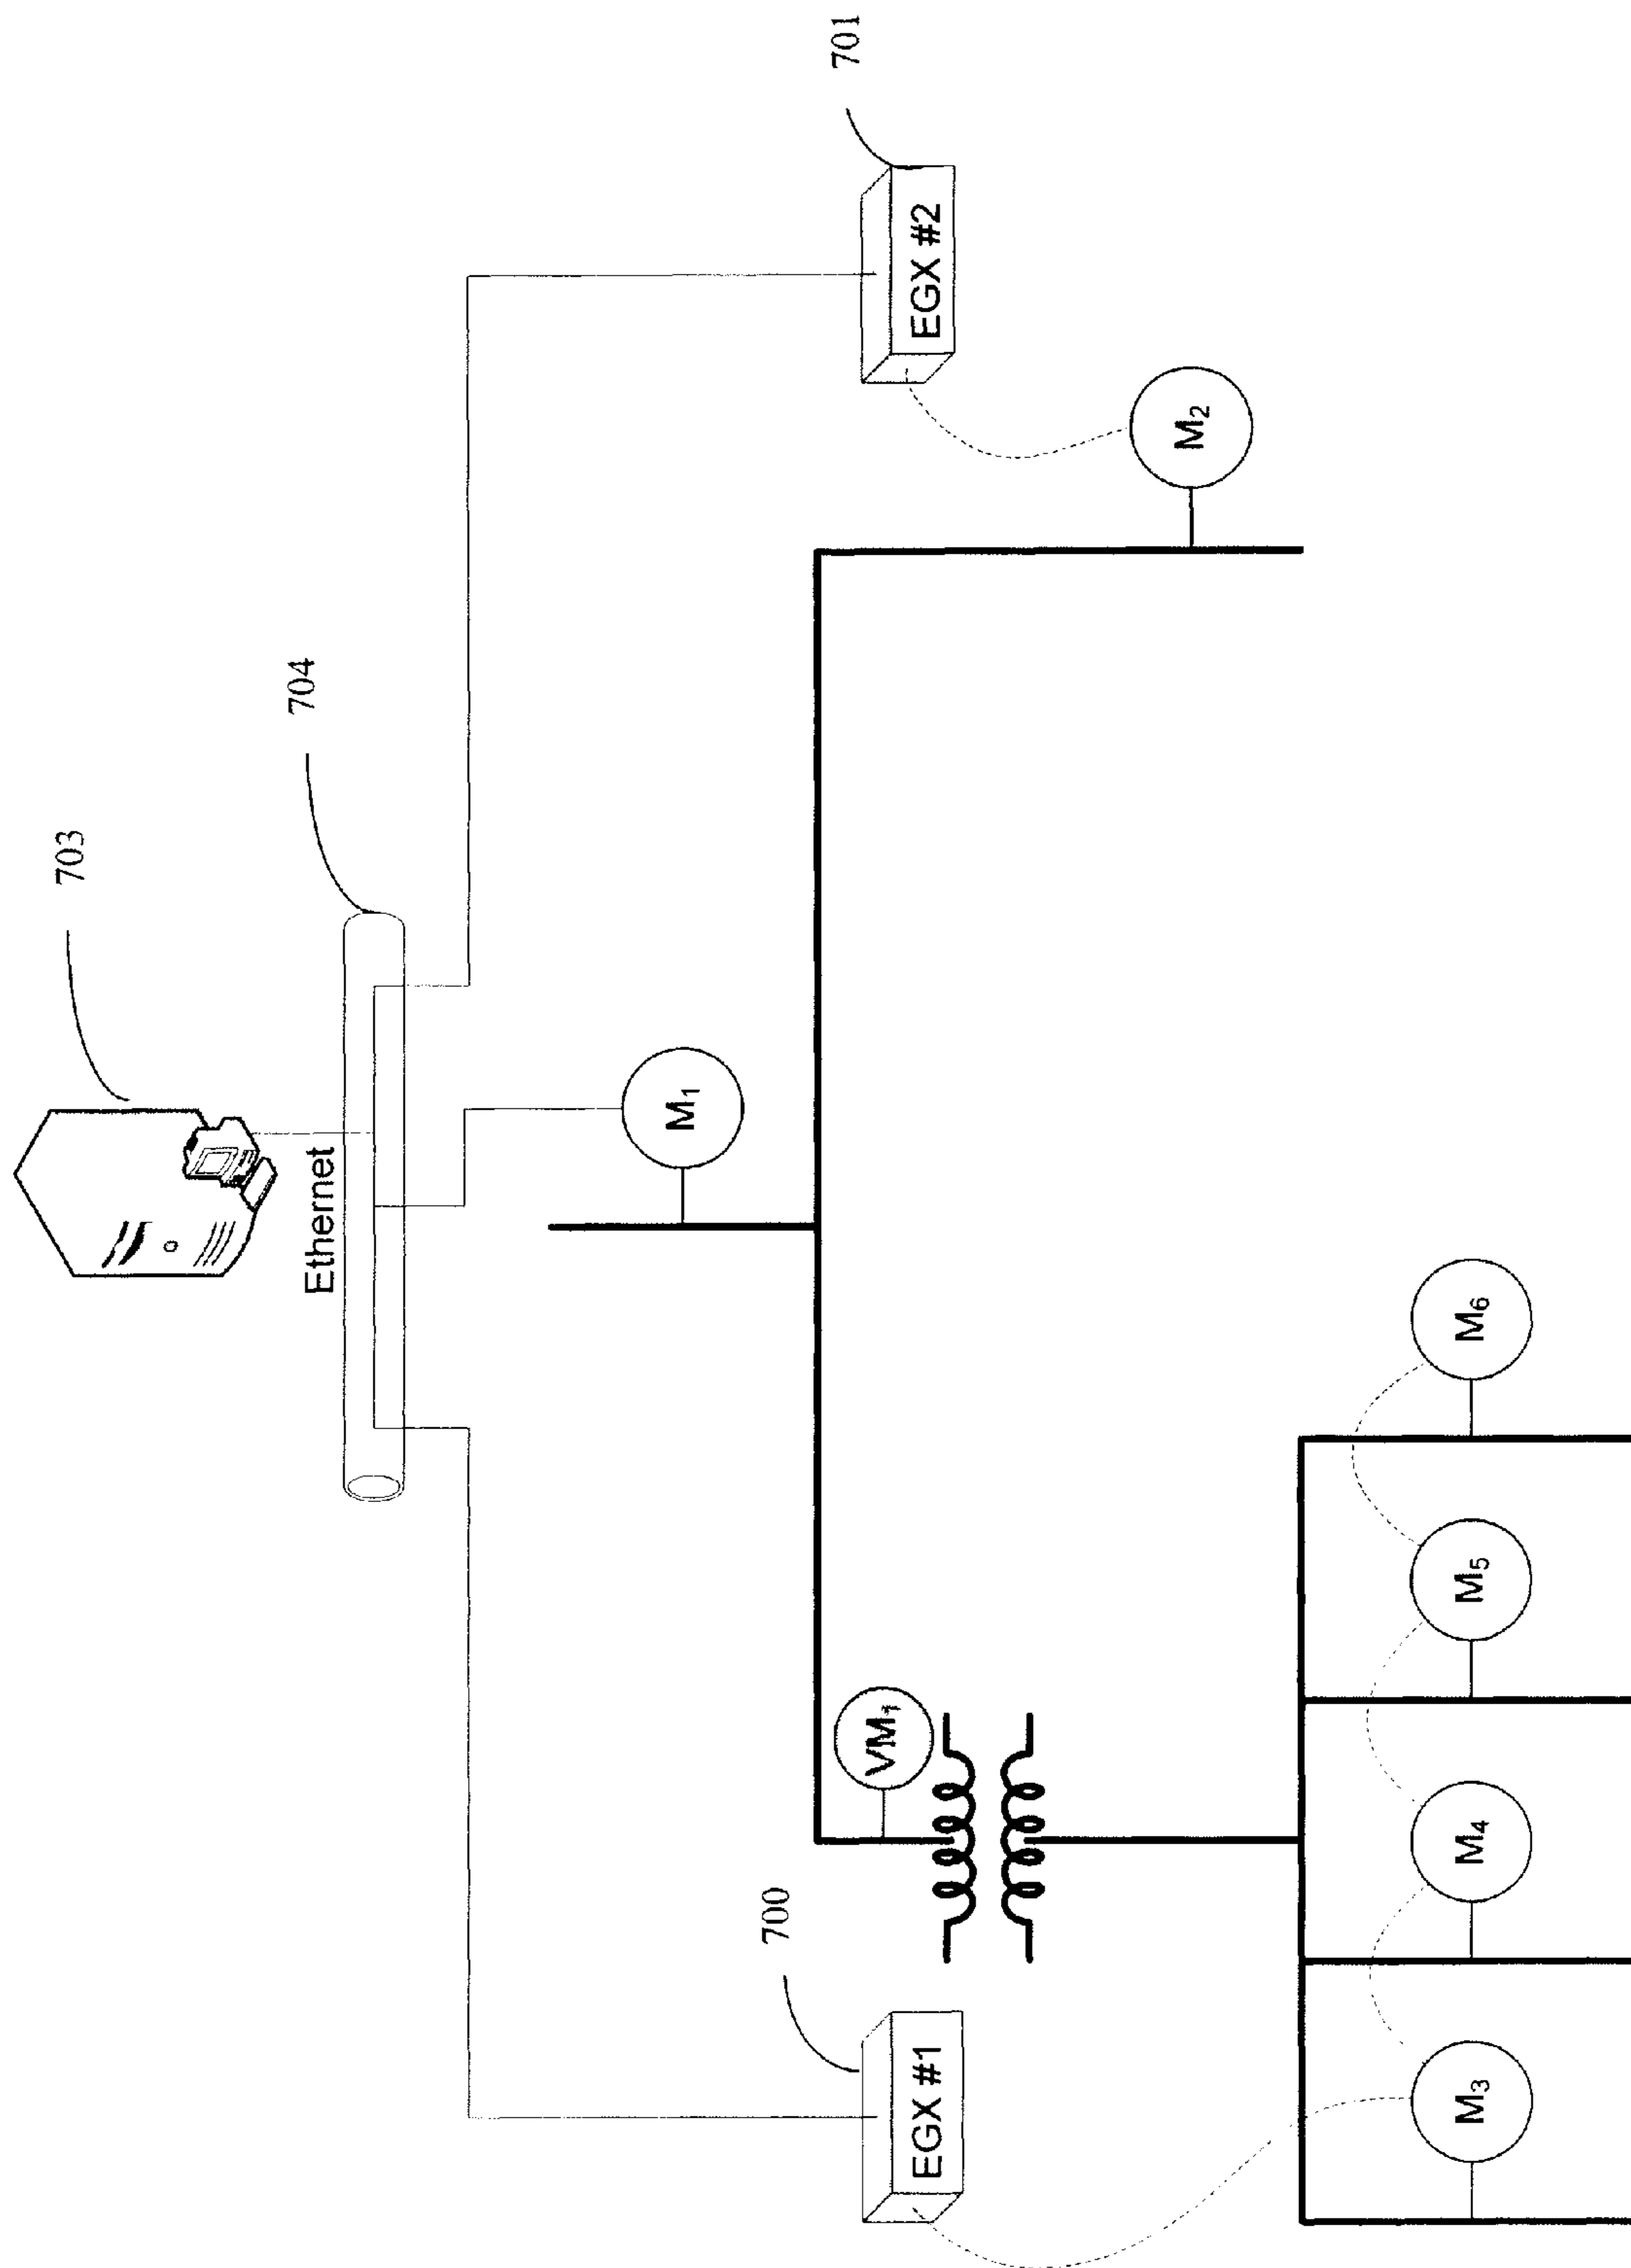 703
704
Ethernet
701
EGX #2
M₁
M₂
700
EGX #1
VM₁
M₃
M₄
M₅
M₆